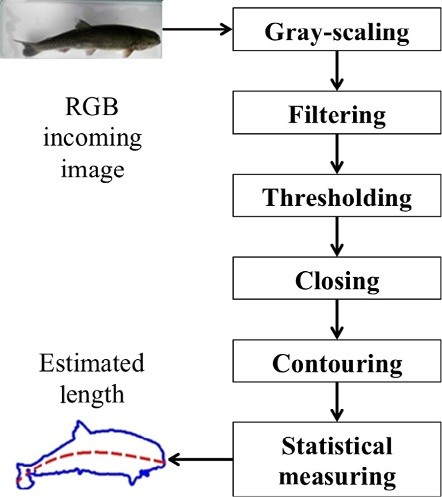 Gray-scaling
RGB
incoming
image
Filtering
Thresholding
Closing
Contouring
Estimated
length
Statistical
measuring